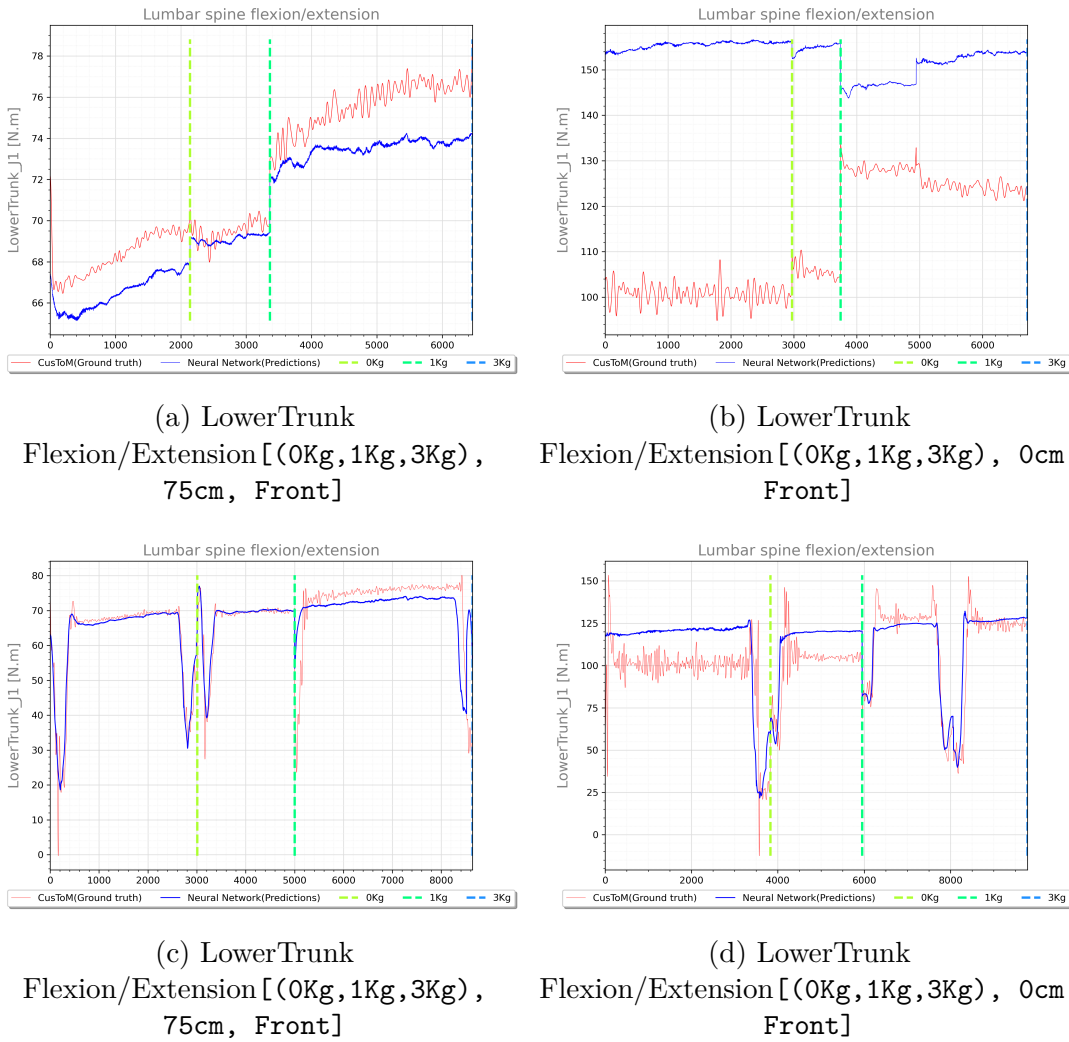 Lumbar spine flexion/extension
LowerTrunk_J1 [N.m]
78
76
74
72
70
68
66
0 1000 2000 3000 4000 5000 6000
CusToM(Ground truth) Neural Network(Predictions) 0Kg 1Kg 3Kg
(a) LowerTrunk
Flexion/Extension[(0Kg,1Kg,3Kg),
75cm, Front]
Lumbar spine flexion/extension
LowerTrunk_J1 [N.m]
150
140
130
120
110
100
0 1000 2000 3000 4000 5000 6000
CusToM(Ground truth) Neural Network(Predictions) 0Kg 1Kg 3Kg
(b) LowerTrunk
Flexion/Extension[(0Kg,1Kg,3Kg), 0cm
Front]
Lumbar spine flexion/extension
LowerTrunk_J1 [N.m]
80
70
60
50
40
30
20
10
0
0 1000 2000 3000 4000 5000 6000 7000 8000
CusToM(Ground truth) Neural Network(Predictions) 0Kg 1Kg 3Kg
(c) LowerTrunk
Flexion/Extension[(0Kg,1Kg,3Kg),
75cm, Front]
Lumbar spine flexion/extension
LowerTrunk_J1 [N.m]
150
125
100
75
50
25
0
0 2000 4000 6000 8000
CusToM(Ground truth) Neural Network(Predictions) 0Kg 1Kg 3Kg
(d) LowerTrunk
Flexion/Extension[(0Kg,1Kg,3Kg), 0cm
Front]